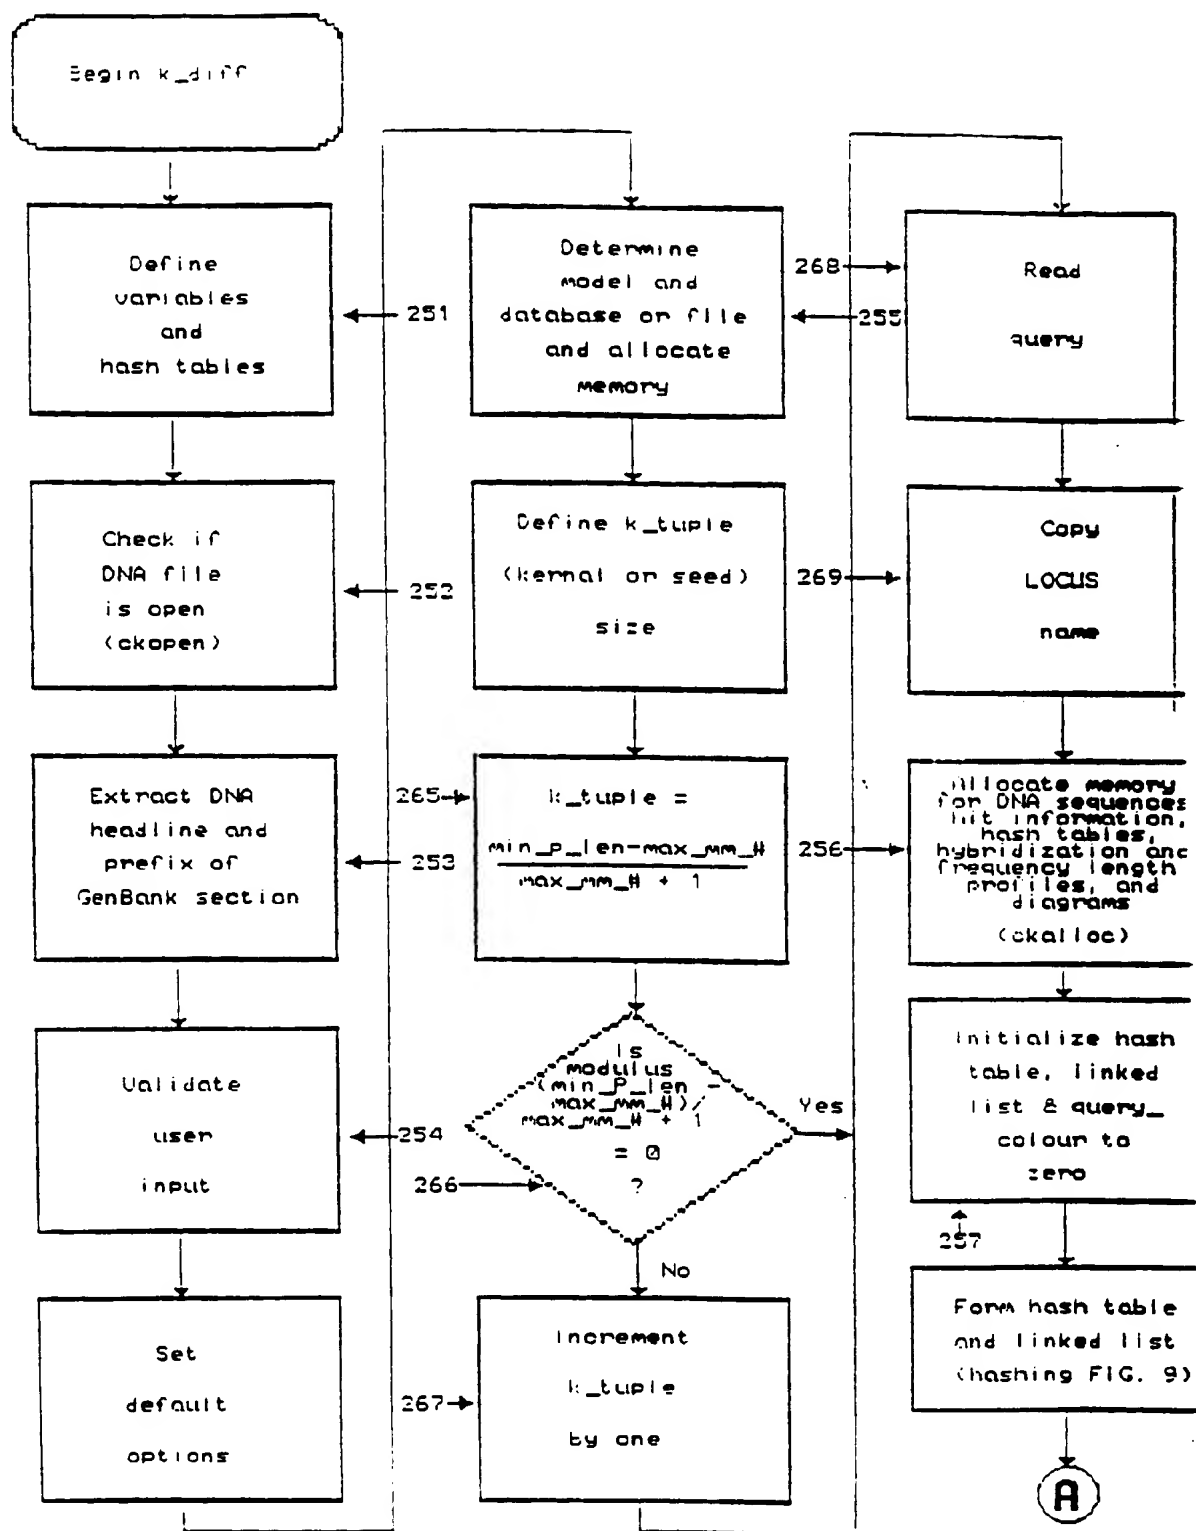 Begin k_diff
Define
variables
and
hash tables
251
Check if
DNA file
is open
(ckopen)
252
Extract DNA
headline and
prefix of
GenBank section
253
Validate
user
input
254
Set
default
options
Determine
model and
database or file
and allocate
memory
255
Define k_tuple
(kernal or seed)
size
265
k_tuple =
min_p_len-max_mm_#
max_mm_# + 1
Is
modulus
(min_p_len -
max_mm_#)/
max_mm_# + 1
= 0
?
266
Yes
No
267
Increment
k_tuple
by one
268
Read
query
269
Copy
LOCUS
name
256
Allocate memory
for DNA sequences
hit information,
hash tables,
hybridization and
frequency length
profiles, and
diagrams
(ckalloc)
Initialize hash
table, linked
list & query_
colour to
zero
257
Form hash table
and linked list
(hashing FIG. 9)
A